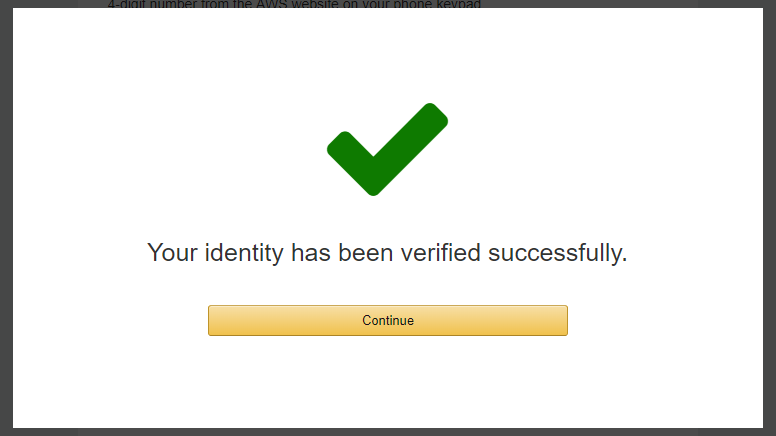 4-digit number from the AWS website on your phone keypad
Your identity has been verified successfully.
Continue